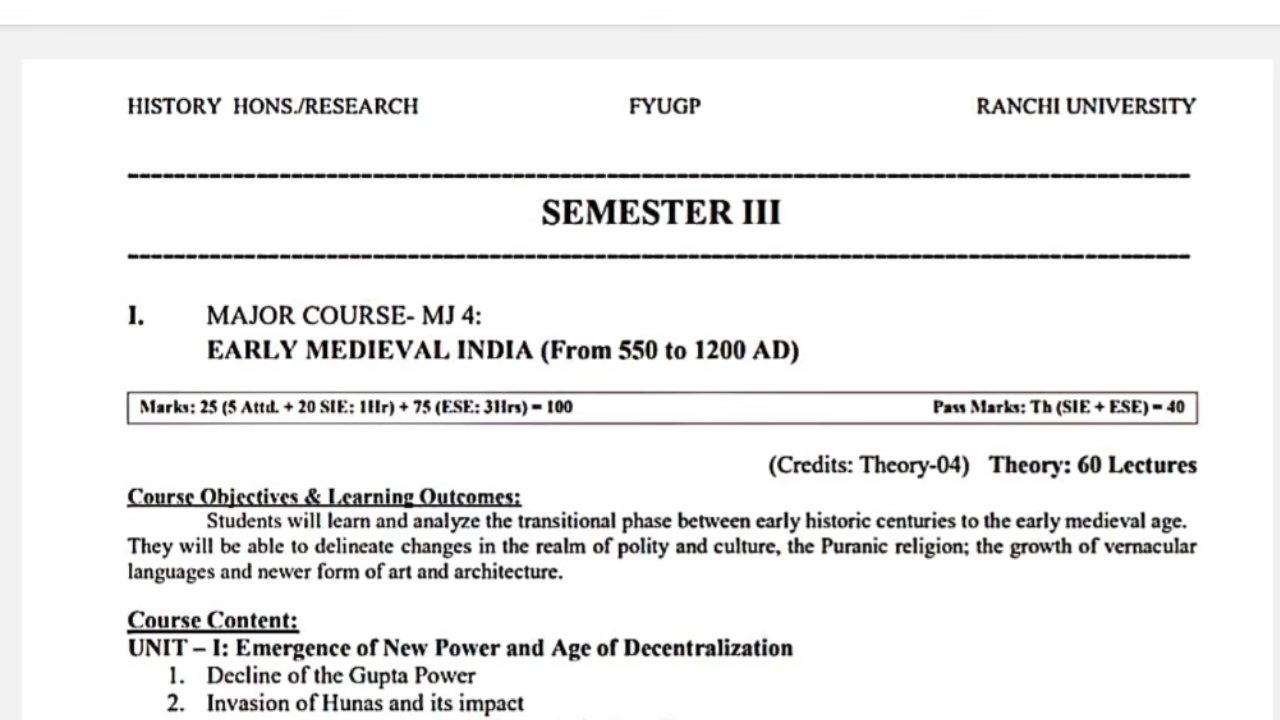 HISTORY HONS./RESEARCH FYUGP RANCHI UNIVERSITY
SEMESTER III
I. MAJOR COURSE- MJ 4:
EARLY MEDIEVAL INDIA (From 550 to 1200 AD)
Marks: 25 (5 Attd. + 20 SIE: 1Hr) + 75 (ESE: 3Hrs) = 100 Pass Marks: Th (SIE + ESE) = 40
(Credits: Theory-04) Theory: 60 Lectures
Course Objectives & Learning Outcomes:
Students will learn and analyze the transitional phase between early historic centuries to the early medieval age.
They will be able to delineate changes in the realm of polity and culture, the Puranic religion; the growth of vernacular
languages and newer form of art and architecture.
Course Content:
UNIT – I: Emergence of New Power and Age of Decentralization
1. Decline of the Gupta Power
2. Invasion of Hunas and its impact